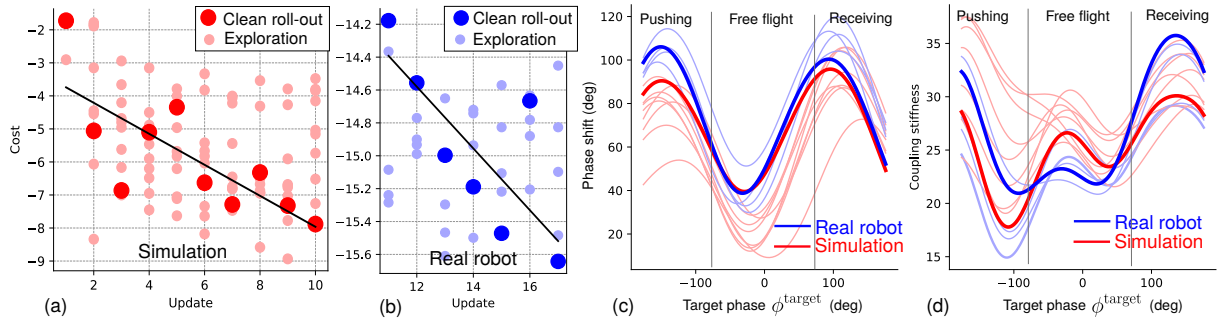 Clean roll-out
Exploration
−2
−3
−4
−5
−6
−7
−8
−9
Cost
Simulation
2
4
6
8
10
Update
(a)
Clean roll-out
Exploration
−14.2
−14.4
−14.6
−14.8
−15.0
−15.2
−15.4
−15.6
Real robot
12
14
16
Update
(b)
Pushing
Free flight
Receiving
120
100
80
60
40
20
Phase shift (deg)
Real robot
Simulation
−100
0
100
Target phase ϕ^target (deg)
(c)
Pushing
Free flight
Receiving
35
30
25
20
15
Coupling stiffness
Real robot
Simulation
−100
0
100
Target phase ϕ^target (deg)
(d)